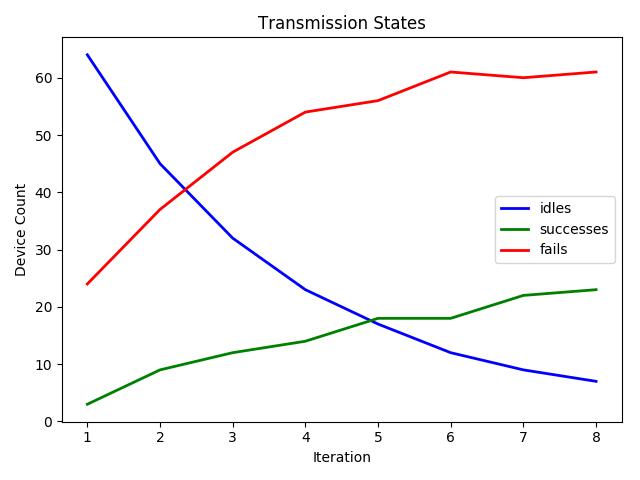 Transmission States
Device Count
60
50
40
30
20
10
0
idles
successes
fails
1 2 3 4 5 6 7 8
Iteration